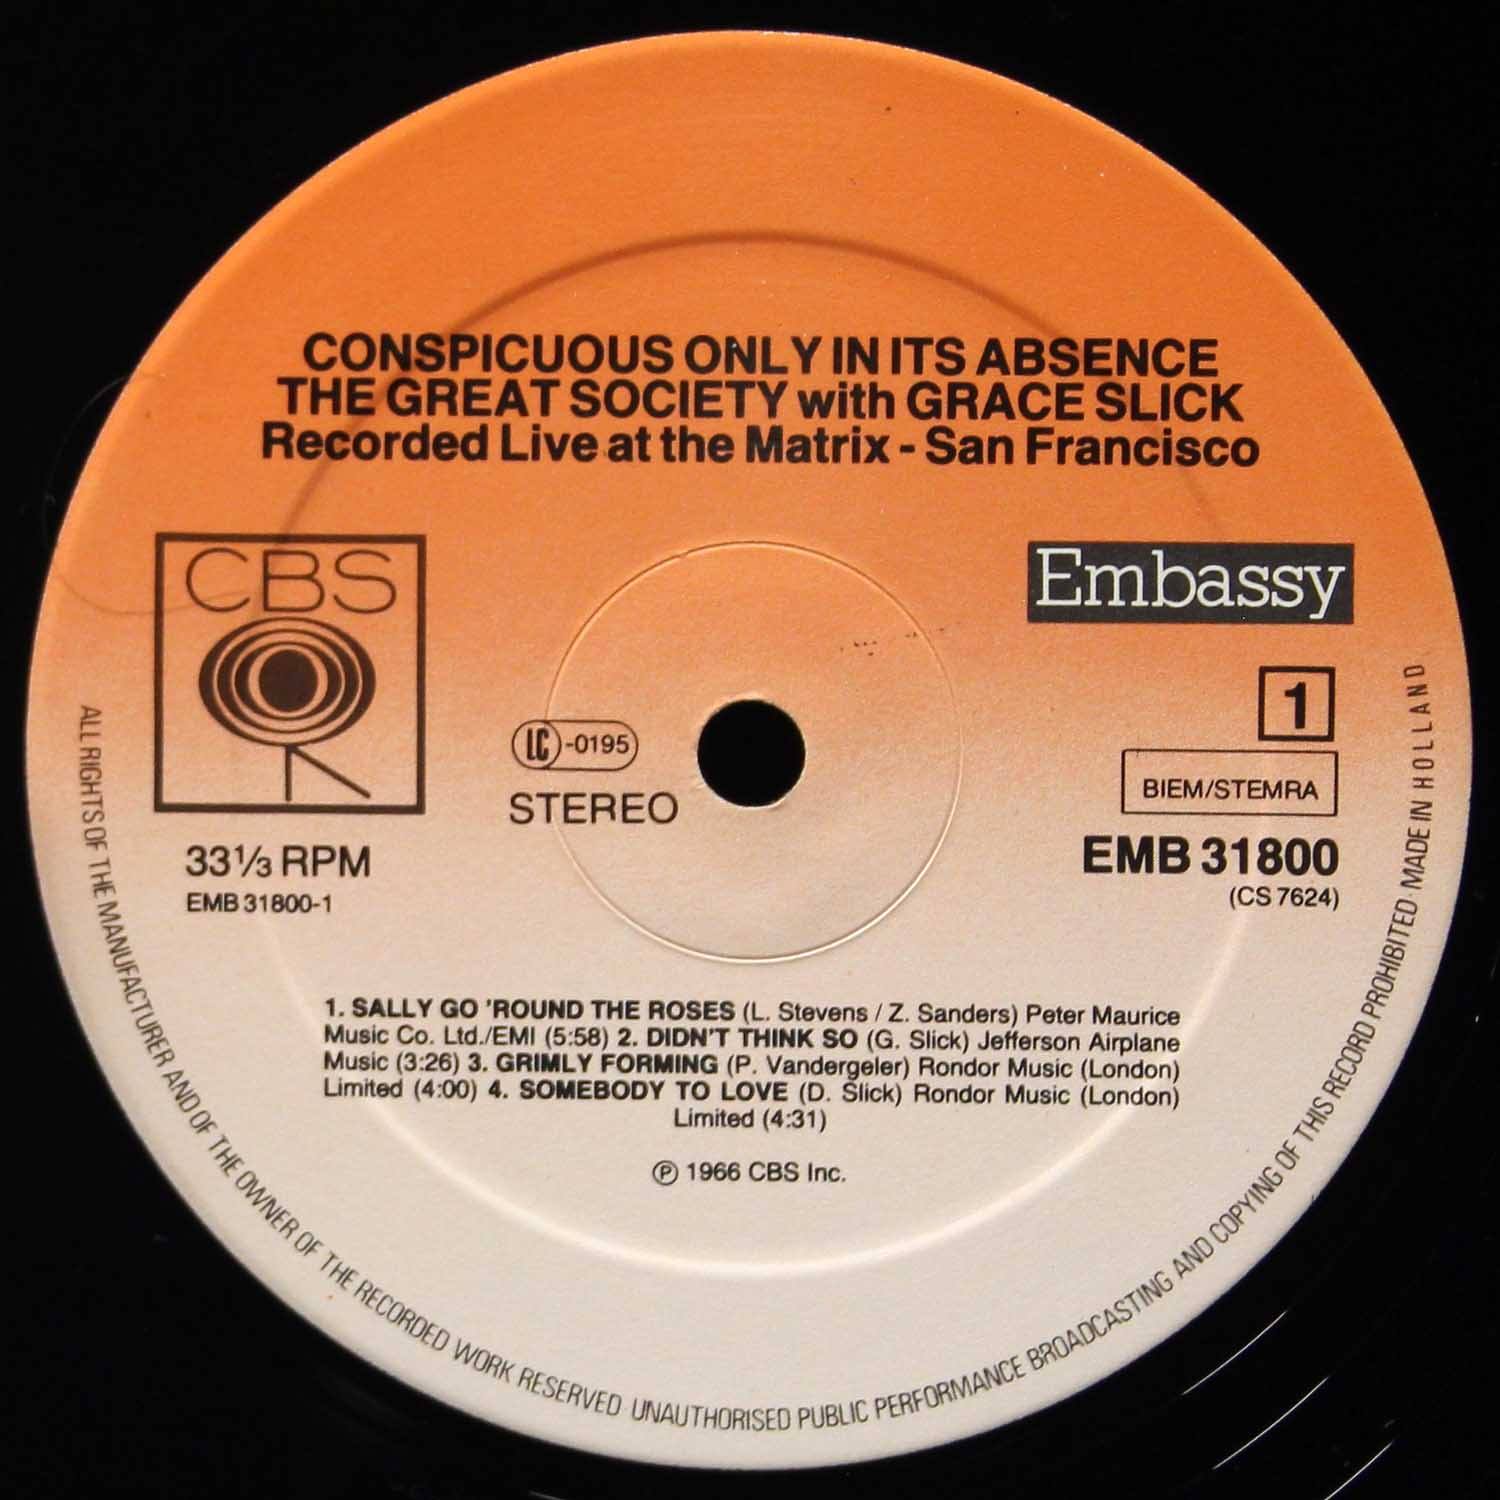 CONSPICUOUS ONLY IN ITS ABSENCE
THE GREAT SOCIETY with GRACE SLICK
Recorded Live at the Matrix - San Francisco
CBS
Embassy
1
LC -0195
STEREO
BIEM/STEMRA
33⅓ RPM
EMB 31800-1
EMB 31800
(CS 7624)
1. SALLY GO 'ROUND THE ROSES (L. Stevens / Z. Sanders) Peter Maurice
Music Co. Ltd./EMI (5:58) 2. DIDN'T THINK SO (G. Slick) Jefferson Airplane
Music (3:26) 3. GRIMLY FORMING (P. Vandergeler) Rondor Music (London)
Limited (4:00) 4. SOMEBODY TO LOVE (D. Slick) Rondor Music (London)
Limited (4:31)
℗ 1966 CBS Inc.
ALL RIGHTS OF THE MANUFACTURER AND OF THE OWNER OF THE RECORDED WORK RESERVED UNAUTHORISED PUBLIC PERFORMANCE BROADCASTING AND COPYING OF THIS RECORD PROHIBITED · MADE IN HOLLAND